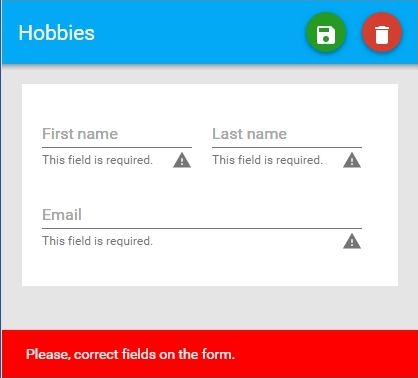 Hobbies
First name Last name
This field is required. This field is required.
Email
This field is required.
Please, correct fields on the form.